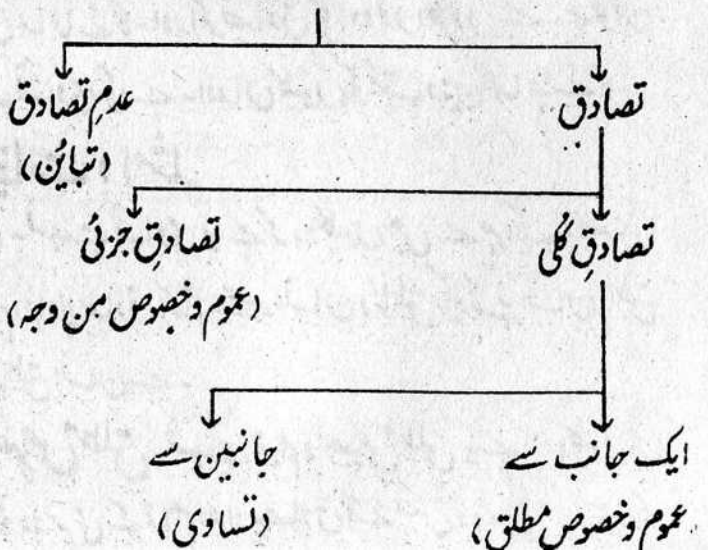 تصادق
عدمِ تصادق
(تبائن)
تصادقِ کُلی
تصادقِ جزئی
(عموم وخصوص من وجہ)
ایک جانب سے
عموم وخصوص مطلق)
جانبین سے
(تساوی)